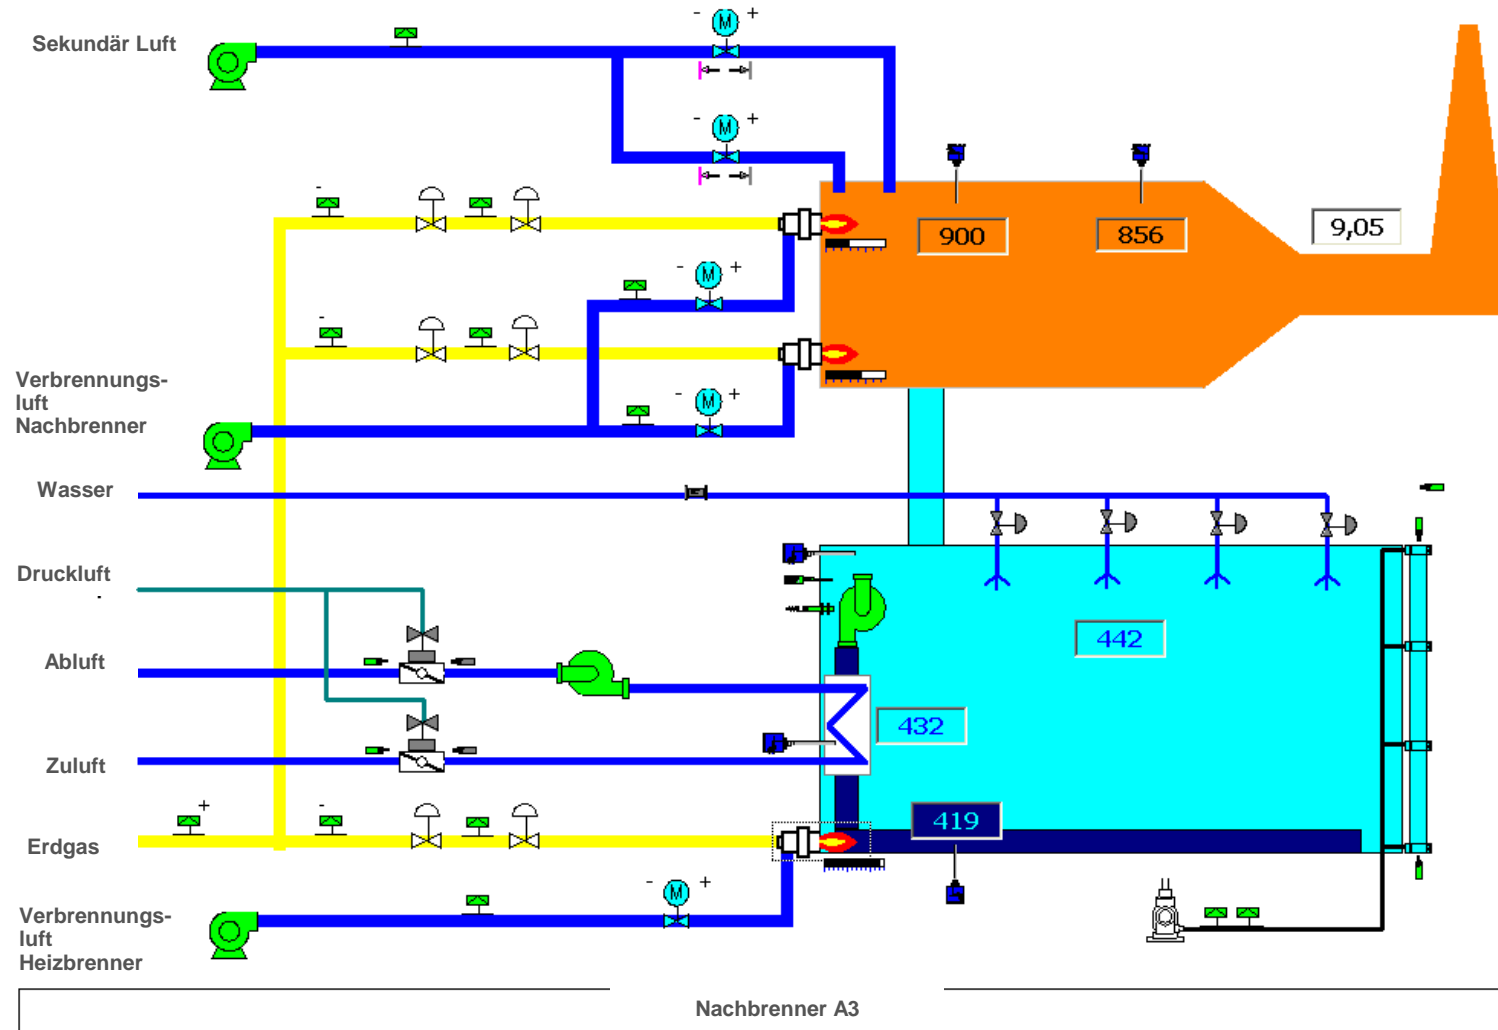 Sekundär Luft
- M +
- M +
-
900
856
9,05
- M +
-
Verbrennungs-
luft
Nachbrenner
- M +
Wasser
Druckluft
-
442
Abluft
432
Zuluft
+
-
419
Erdgas
- M +
Verbrennungs-
luft
Heizbrenner
Nachbrenner A3